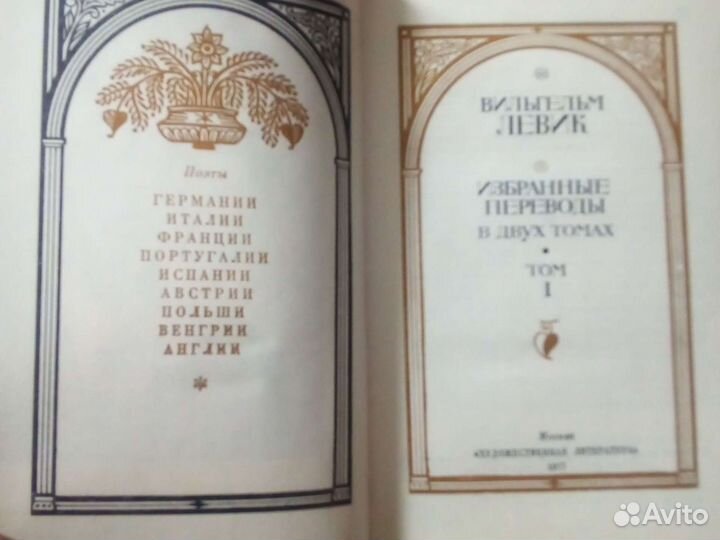 Поэты
ГЕРМАНИИ
ИТАЛИИ
ФРАНЦИИ
ПОРТУГАЛИИ
ИСПАНИИ
АВСТРИИ
ПОЛЬШИ
ВЕНГРИИ
АНГЛИИ
ВИЛЬГЕЛЬМ
ЛЕВИК
ИЗБРАННЫЕ
ПЕРЕВОДЫ
В ДВУХ ТОМАХ
ТОМ
I
Москва
«ХУДОЖЕСТВЕННАЯ ЛИТЕРАТУРА»
1977
Avito